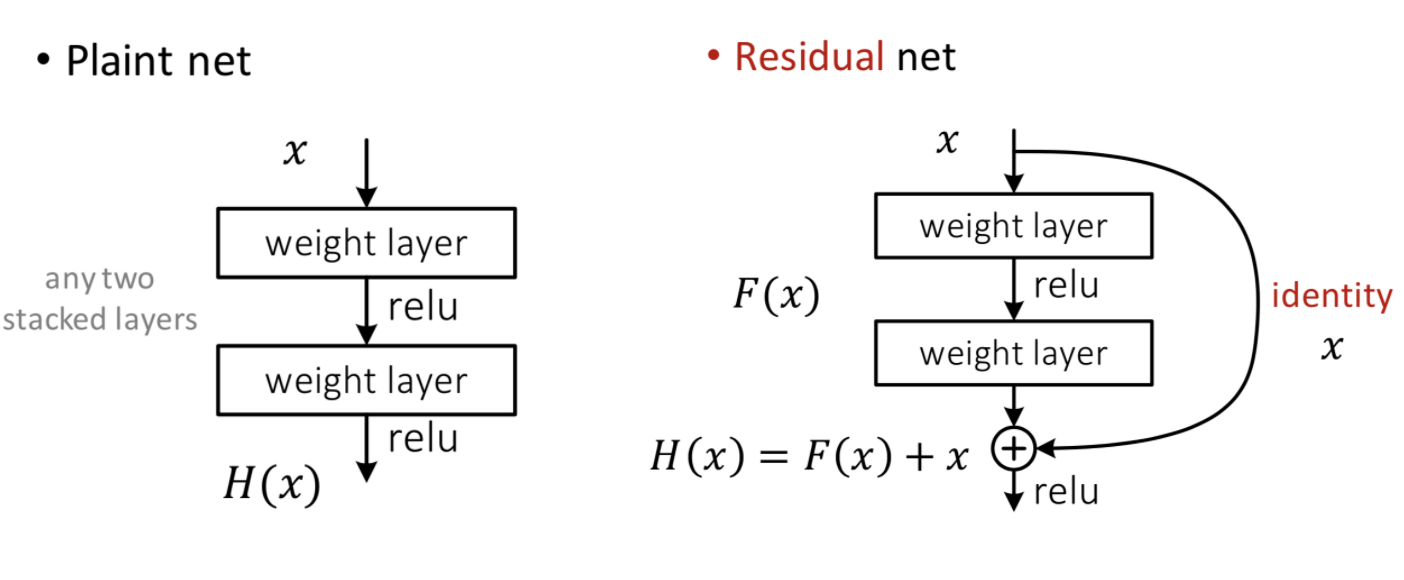 • Plaint net
x
weight layer
any two
stacked layers
relu
weight layer
relu
H(x)
• Residual net
x
weight layer
relu
F(x)
identity
x
weight layer
H(x) = F(x) + x
relu